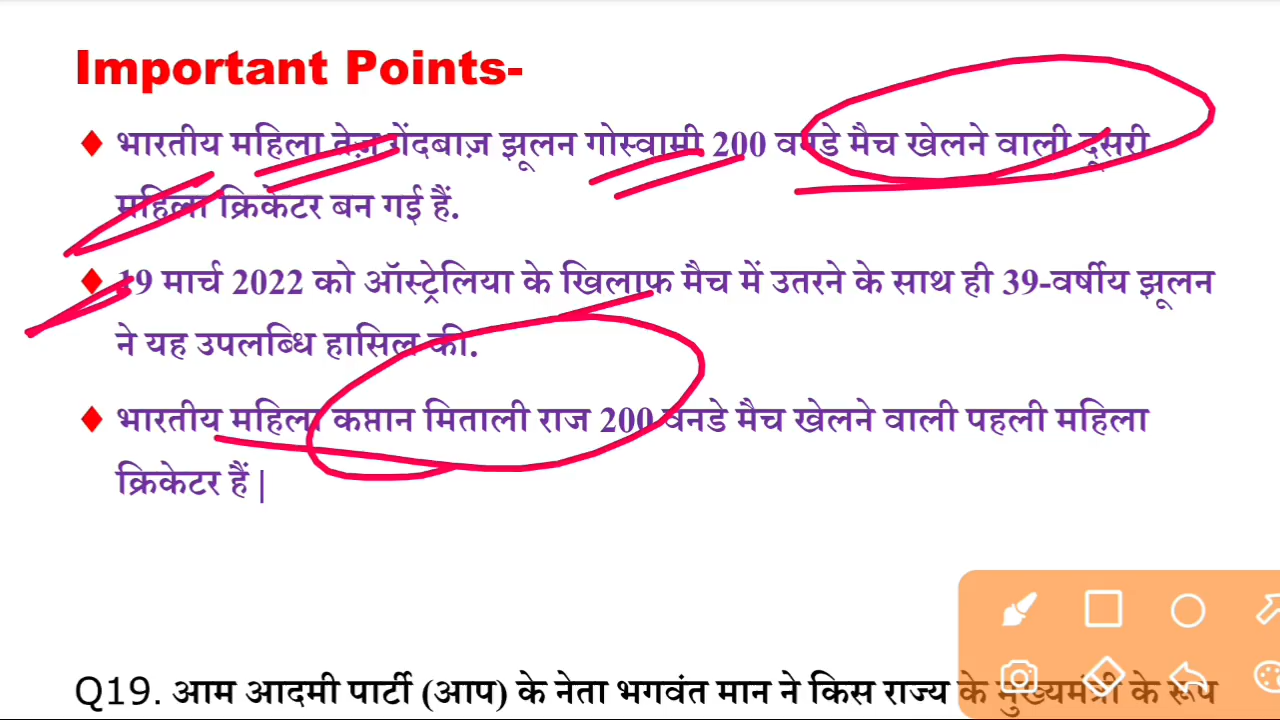 Important Points-
भारतीय महिला तेज़ गेंदबाज़ झूलन गोस्वामी 200 वनडे मैच खेलने वाली दूसरी
महिला क्रिकेटर बन गई हैं.
19 मार्च 2022 को ऑस्ट्रेलिया के खिलाफ मैच में उतरने के साथ ही 39-वर्षीय झूलन
ने यह उपलब्धि हासिल की.
भारतीय महिला कप्तान मिताली राज 200 वनडे मैच खेलने वाली पहली महिला
क्रिकेटर हैं |
Q19. आम आदमी पार्टी (आप) के नेता भगवंत मान ने किस राज्य के मुख्यमंत्री के रूप